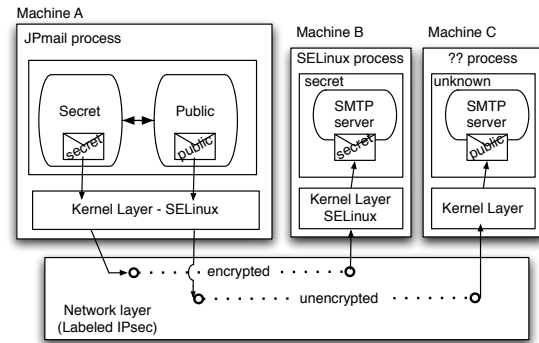 Machine A
JPmail process
Secret
Public
secret
public
Kernel Layer - SELinux
Machine B
SELinux process
secret
SMTP
server
secret
Kernel Layer
SELinux
Machine C
?? process
unknown
SMTP
server
public
Kernel Layer
encrypted
unencrypted
Network layer
(Labeled IPsec)